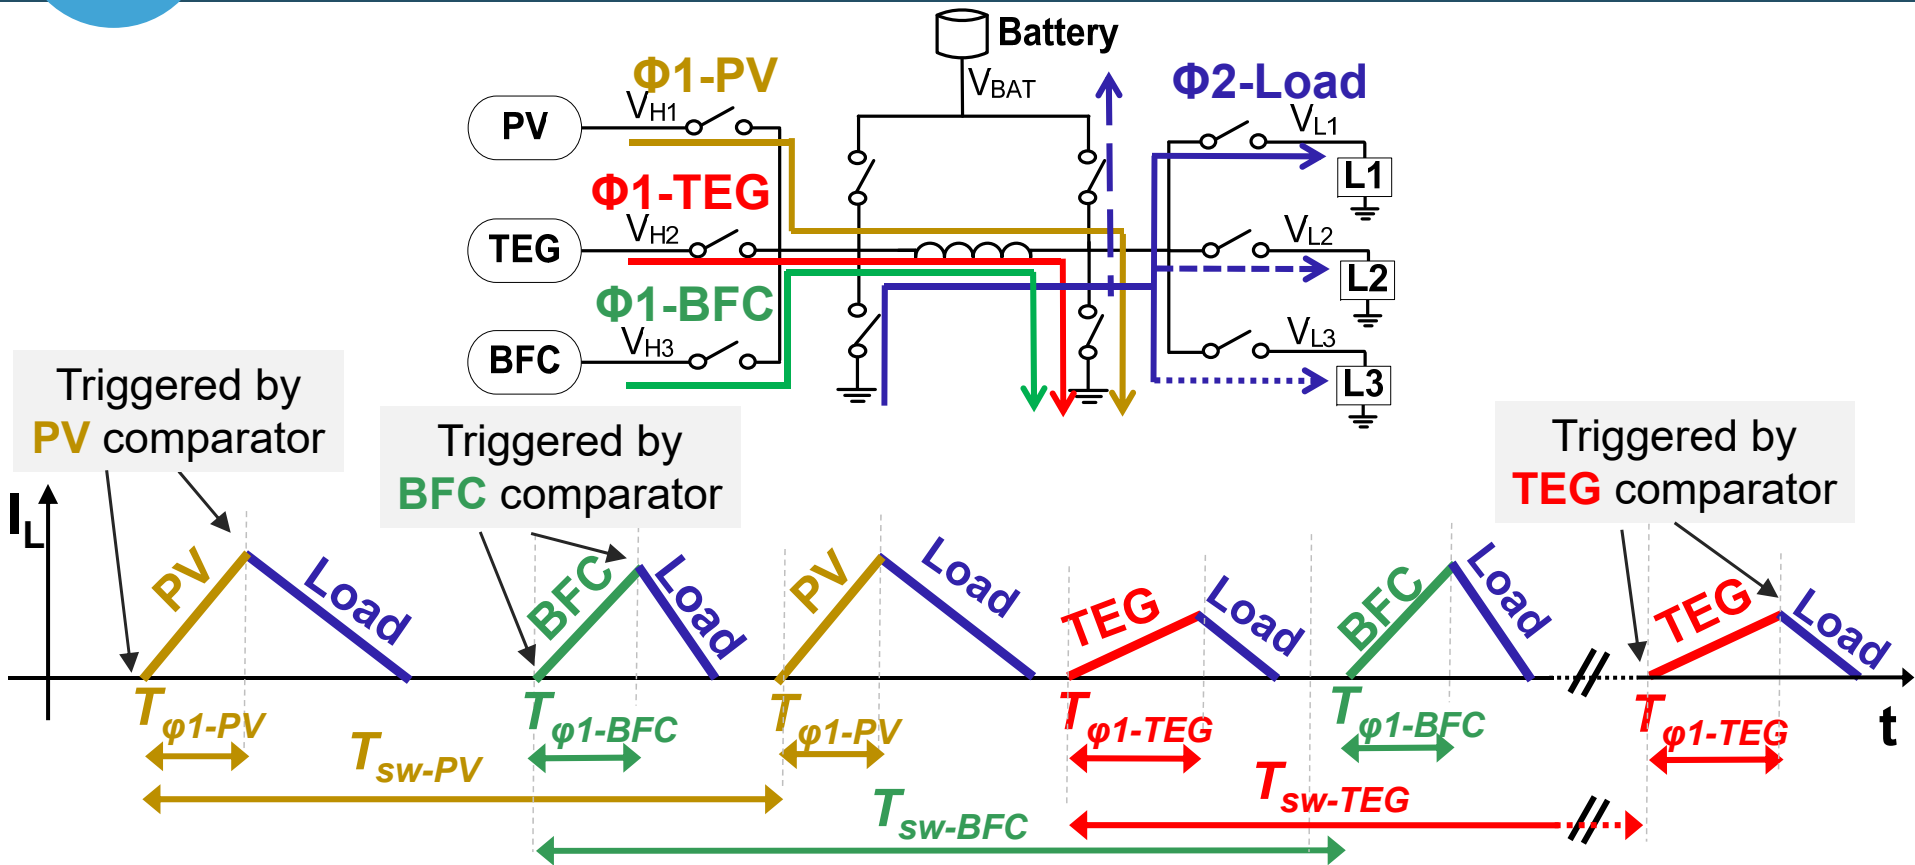 Battery
Φ1-PV
VBAT
Φ2-Load
VH1
PV
VL1
L1
Φ1-TEG
VH2
TEG
VL2
L2
Φ1-BFC
VH3
BFC
VL3
L3
Triggered by
PV comparator
Triggered by
BFC comparator
Triggered by
TEG comparator
IL
PV
Load
BFC
Load
PV
Load
TEG
Load
BFC
Load
TEG
Load
Tφ1-PV
Tφ1-BFC
Tφ1-PV
Tφ1-TEG
Tφ1-BFC
Tφ1-TEG
t
Tsw-PV
Tsw-BFC
Tsw-TEG